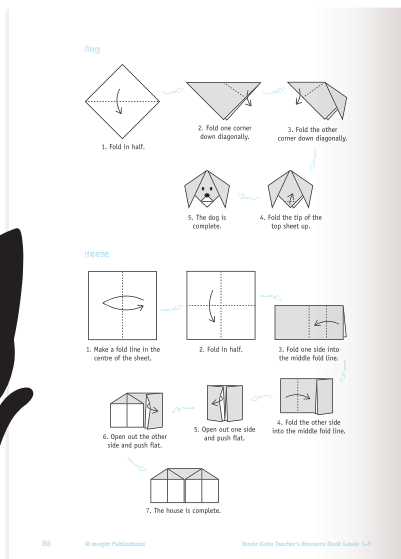 Dog
1. Fold in half.
2. Fold one corner
down diagonally.
3. Fold the other
corner down diagonally.
4. Fold the tip of the
top sheet up.
5. The dog is
complete.
House
1. Make a fold line in the
centre of the sheet.
2. Fold in half.
3. Fold one side into
the middle fold line.
4. Fold the other side
into the middle fold line.
5. Open out one side
and push flat.
6. Open out the other
side and push flat.
7. The house is complete.
© Insight Publications
Teacher's Resource Book Levels